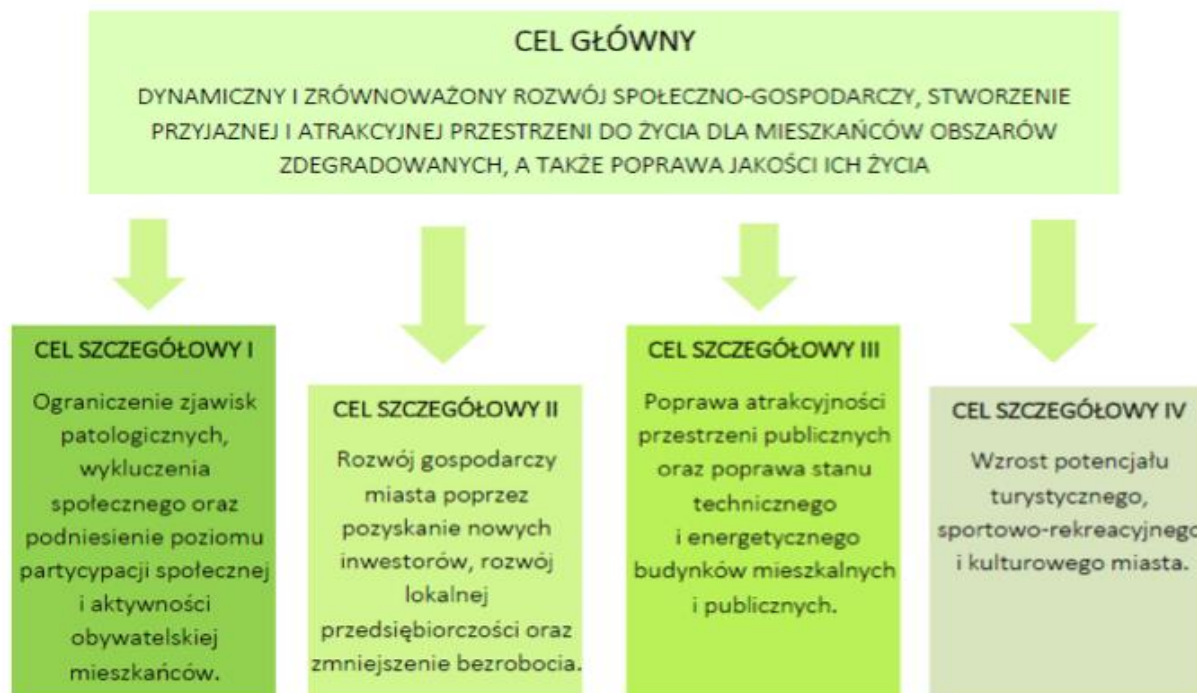 CEL GŁÓWNY
DYNAMICZNY I ZRÓWNOWAŻONY ROZWÓJ SPOŁECZNO-GOSPODARCZY, STWORZENIE
PRZYJAZNEJ I ATRAKCYJNEJ PRZESTRZENI DO ŻYCIA DLA MIESZKAŃCÓW OBSZARÓW
ZDEGRADOWANYCH, A TAKŻE POPRAWA JAKOŚCI ICH ŻYCIA
CEL SZCZEGÓŁOWY I
Ograniczenie zjawisk
patologicznych,
wykluczenia
społecznego oraz
podniesienie poziomu
partycypacji społecznej
i aktywności
obywatelskiej
mieszkańców.
CEL SZCZEGÓŁOWY II
Rozwój gospodarczy
miasta poprzez
pozyskanie nowych
inwestorów, rozwój
lokalnej
przedsiębiorczości oraz
zmniejszenie bezrobocia.
CEL SZCZEGÓŁOWY III
Poprawa atrakcyjności
przestrzeni publicznych
oraz poprawa stanu
technicznego
i energetycznego
budynków mieszkalnych
i publicznych.
CEL SZCZEGÓŁOWY IV
Wzrost potencjału
turystycznego,
sportowo-rekreacyjnego
i kulturowego miasta.